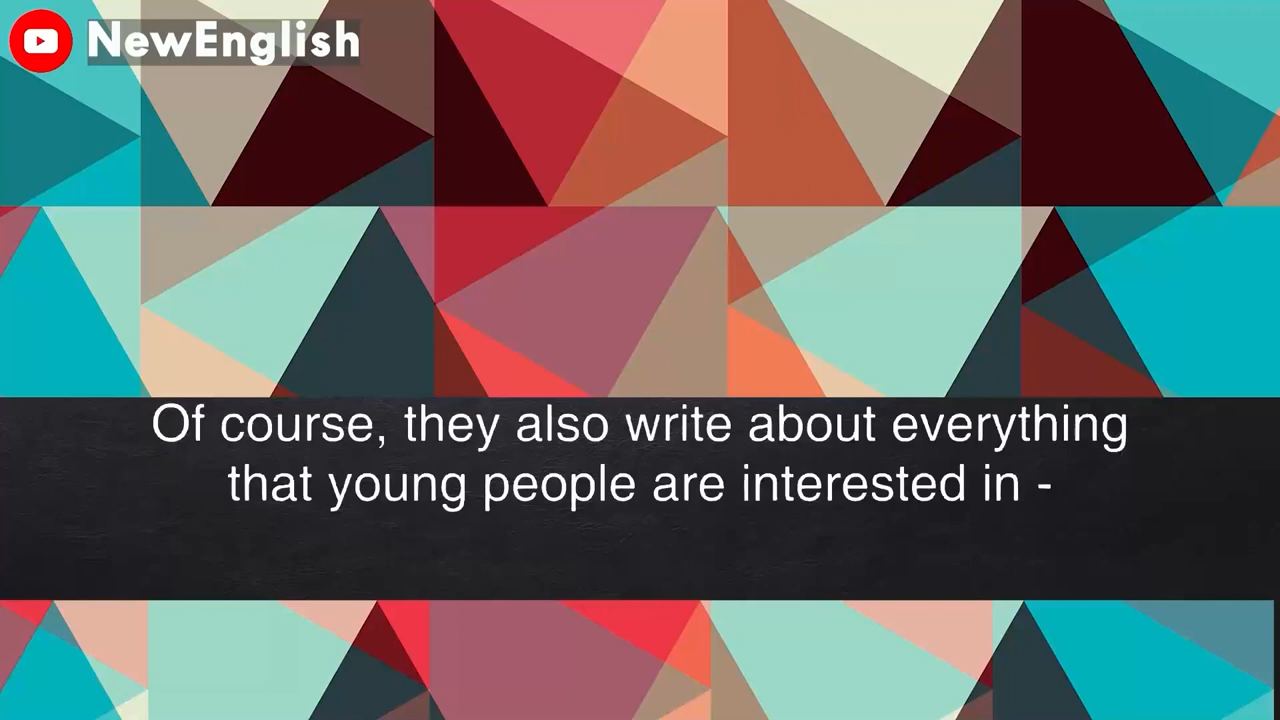 NewEnglish
Of course, they also write about everything
that young people are interested in -